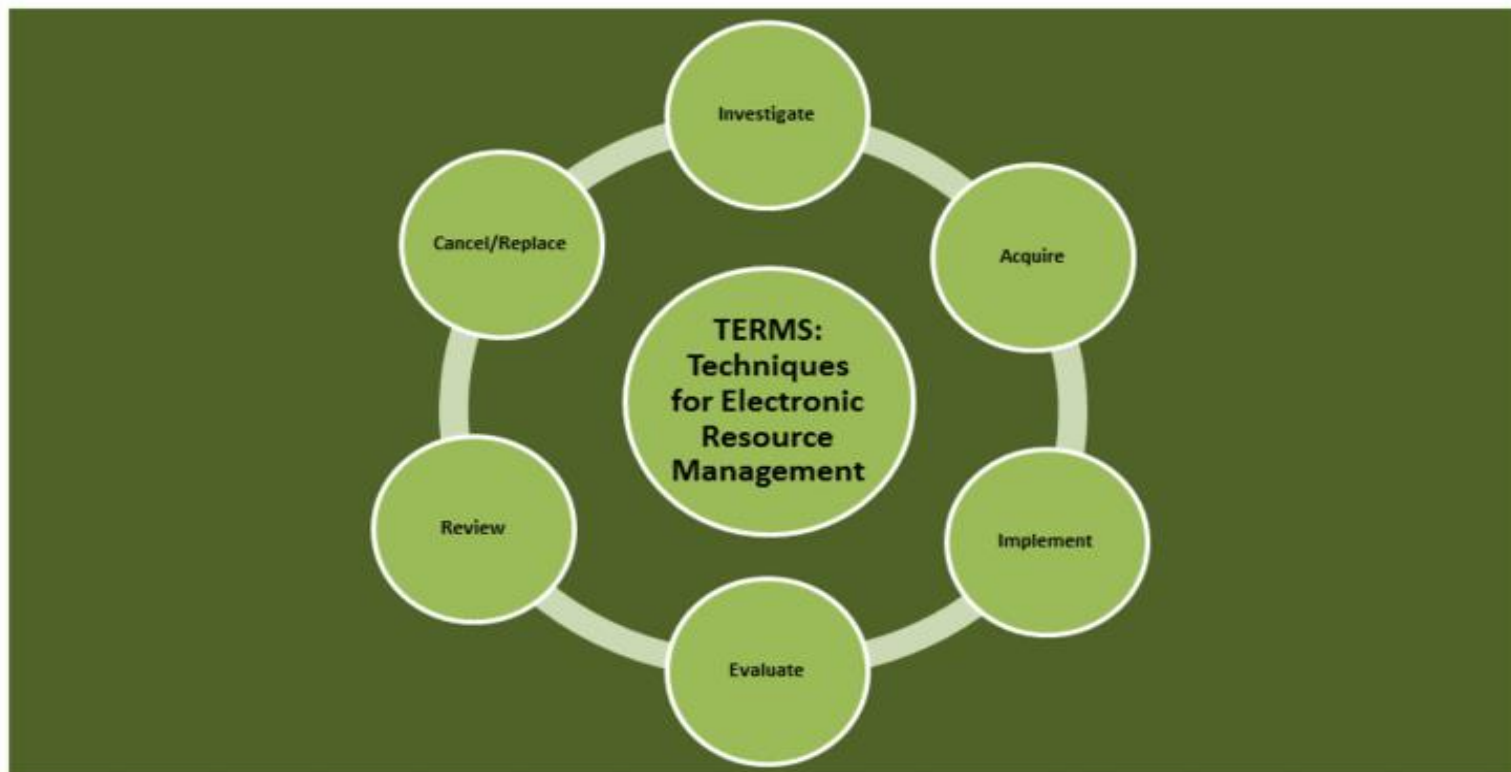 Investigate
Acquire
Implement
Evaluate
Review
Cancel/Replace
TERMS:
Techniques
for Electronic
Resource
Management